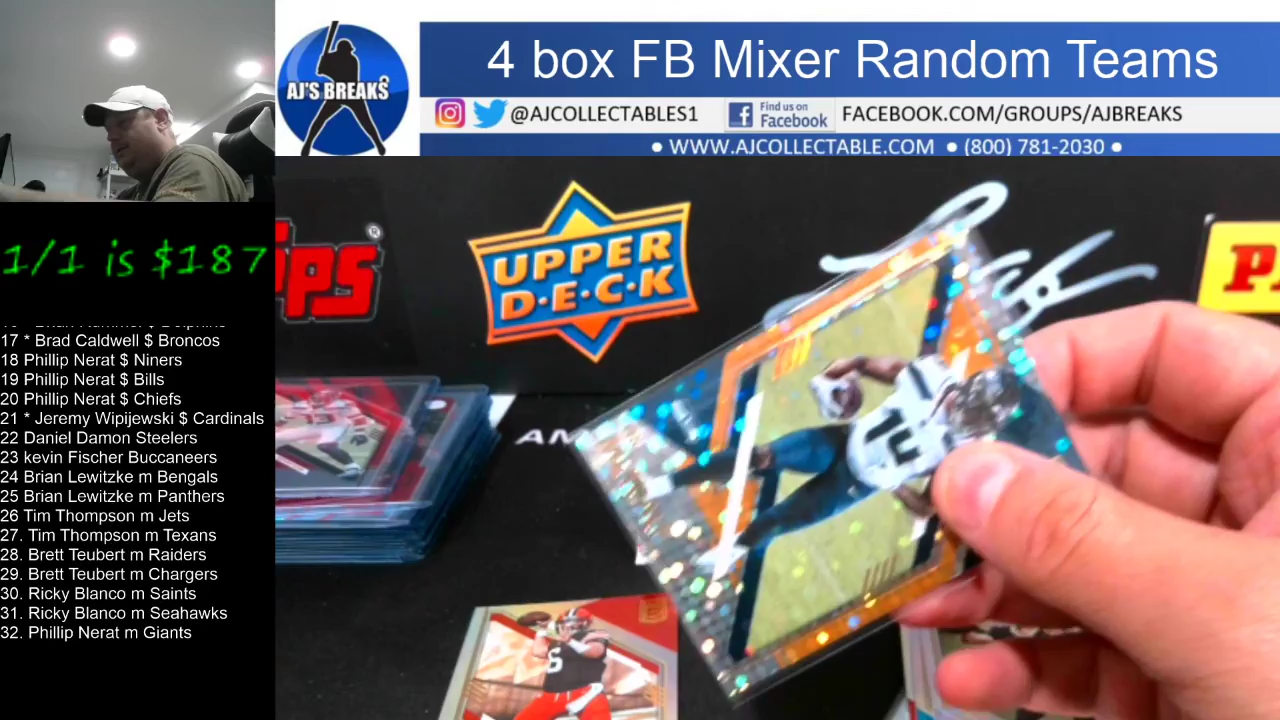 4 box FB Mixer Random Teams
AJ'S BREAKS
@AJCOLLECTABLES1
Find us on
Facebook
FACEBOOK.COM/GROUPS/AJBREAKS
• WWW.AJCOLLECTABLE.COM • (800) 781-2030 •
1/1 is $187
17 * Brad Caldwell $ Broncos
18 Phillip Nerat $ Niners
19 Phillip Nerat $ Bills
20 Phillip Nerat $ Chiefs
21 * Jeremy Wipijewski $ Cardinals
22 Daniel Damon Steelers
23 kevin Fischer Buccaneers
24 Brian Lewitzke m Bengals
25 Brian Lewitzke m Panthers
26 Tim Thompson m Jets
27. Tim Thompson m Texans
28. Brett Teubert m Raiders
29. Brett Teubert m Chargers
30. Ricky Blanco m Saints
31. Ricky Blanco m Seahawks
32. Phillip Nerat m Giants
UPPER
D·E·C·K